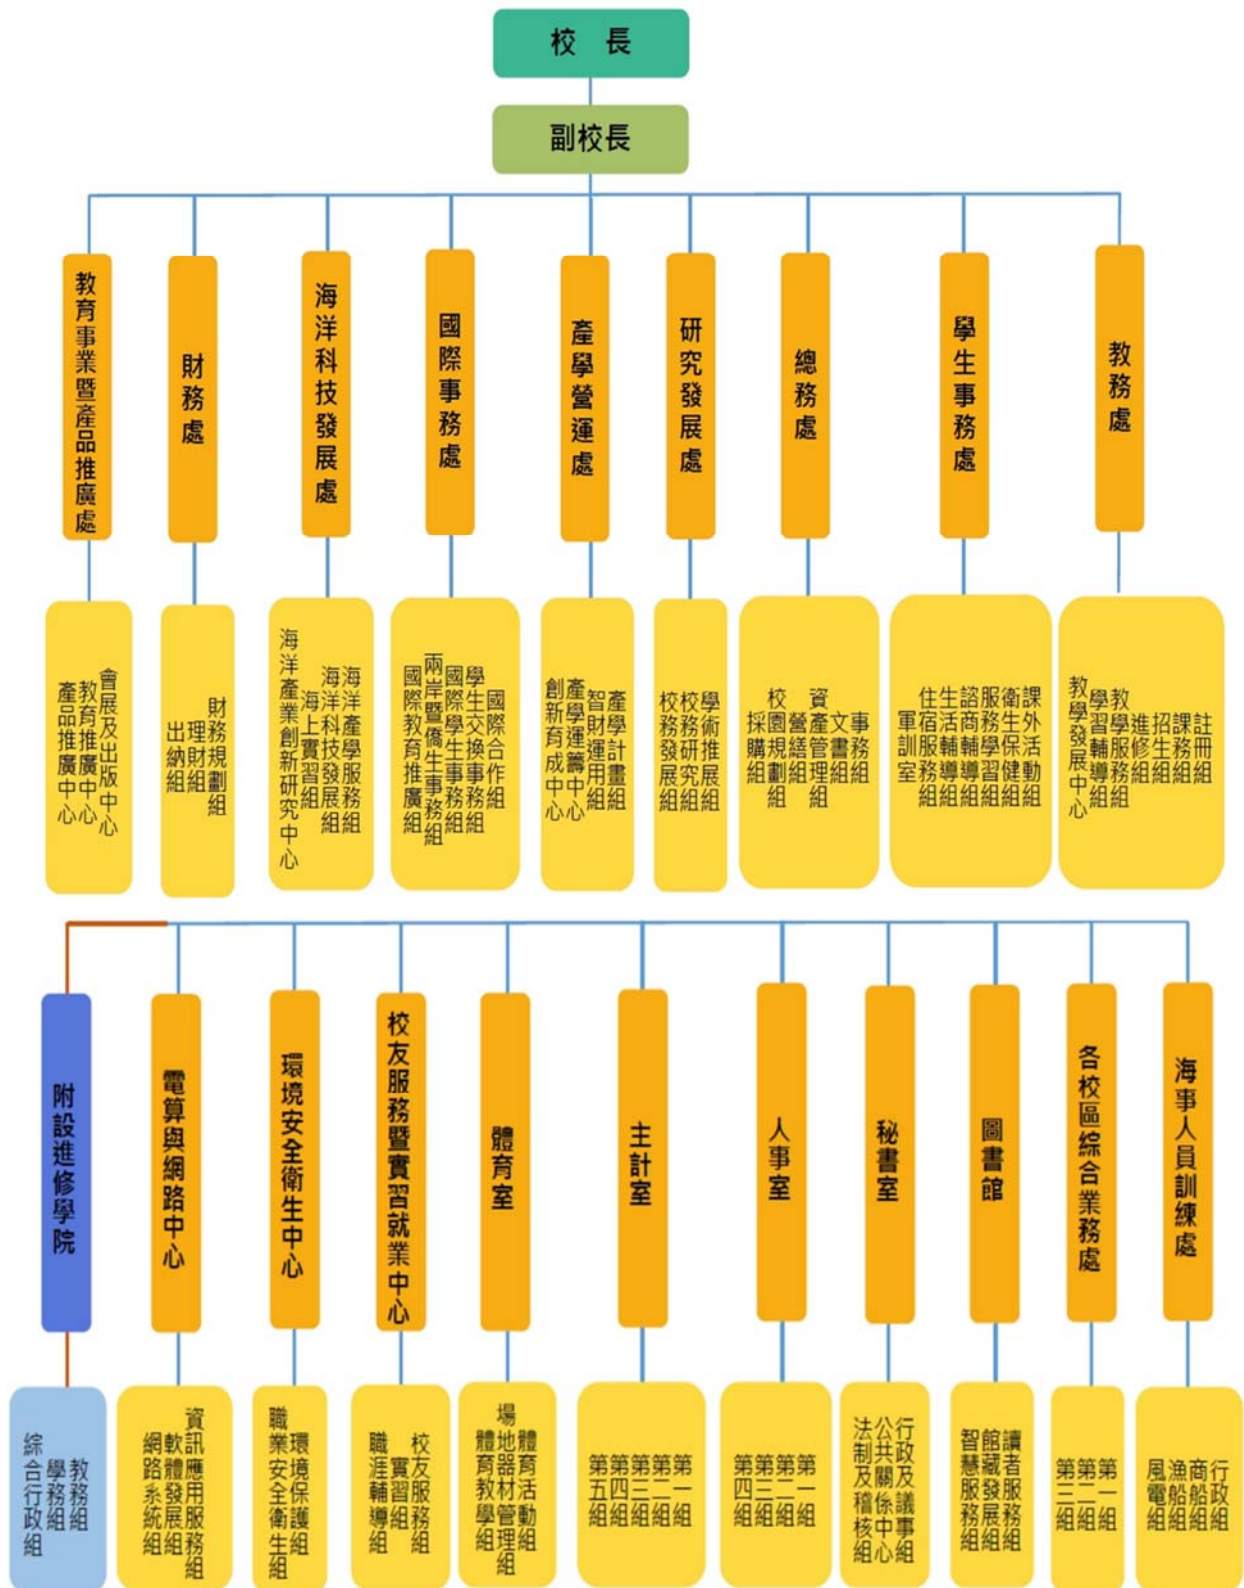 校長
副校長
教務處
學生事務處
總務處
研究發展處
產學營運處
國際事務處
海洋科技發展處
財務處
教育事業暨產品推廣處
註冊組
課務組
招生組
進修組
教學服務組
學習輔導組
教學發展中心
課外活動組
衛生保健組
服務學習組
諮商輔導組
生活輔導組
住宿服務組
軍訓室
事務組
文書組
資產管理組
營繕組
校園規劃組
採購組
學術推展組
校務研究組
校務發展組
產學計畫組
智財運用組
產學運籌中心
創新育成中心
國際合作組
學生交換事務組
國際學生事務組
兩岸暨僑生事務組
國際教育推廣組
海洋產學服務組
海洋科技發展組
海上實習組
海洋產業創新研究中心
財務規劃組
理財組
出納組
會展及出版中心
教育推廣中心
產品推廣中心
海事人員訓練處
各校區綜合業務處
圖書館
秘書室
人事室
主計室
體育室
校友服務暨實習就業中心
環境安全衛生中心
電算與網路中心
附設進修學院
行政組
商船組
漁船組
風電組
第一組
第二組
第三組
讀者服務組
館藏發展組
智慧服務組
行政及議事組
公共關係中心
法制及稽核組
第一組
第二組
第三組
第四組
第一組
第二組
第三組
第四組
第五組
體育活動組
場地器材管理組
體育教學組
校友服務組
實習組
職涯輔導組
環境保護組
職業安全衛生組
資訊應用服務組
軟體發展組
網路系統組
教務組
學務組
綜合行政組